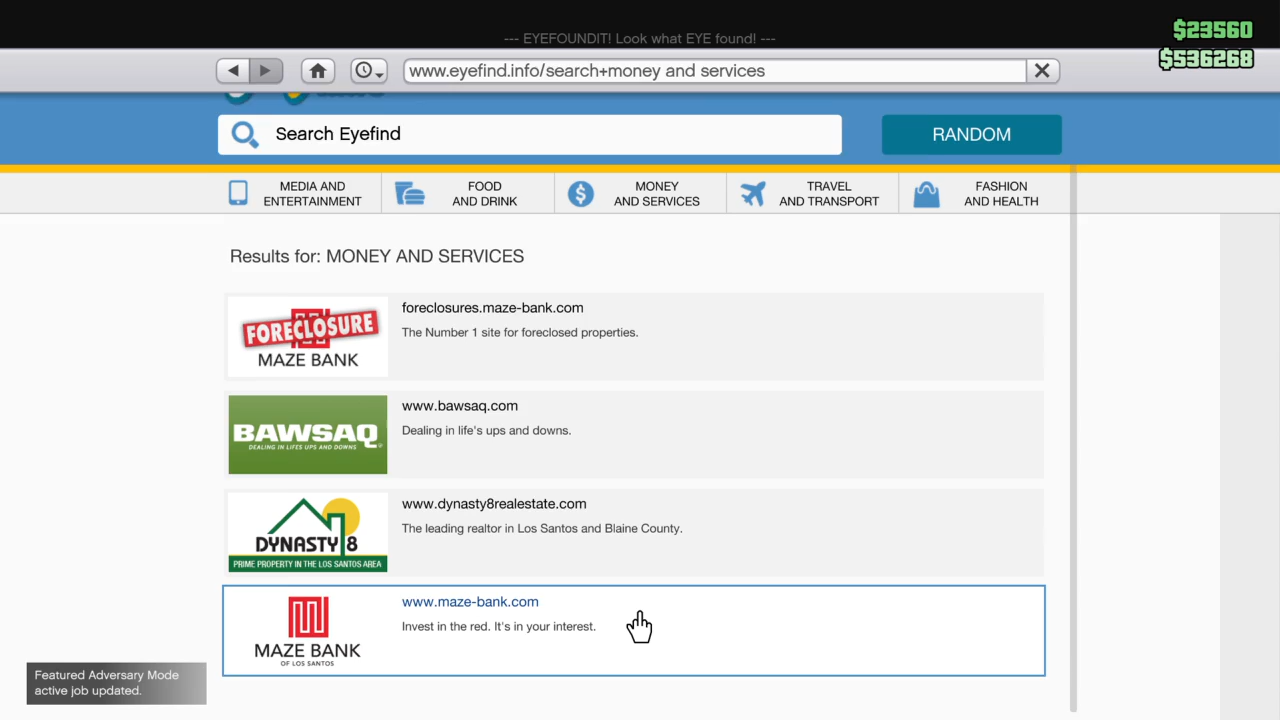 --- EYEFOUNDIT! Look what EYE found! ---
$23560
$536268
www.eyefind.info/search+money and services
Search Eyefind
RANDOM
MEDIA AND
ENTERTAINMENT
FOOD
AND DRINK
MONEY
AND SERVICES
TRAVEL
AND TRANSPORT
FASHION
AND HEALTH
Results for: MONEY AND SERVICES
FORECLOSURE
MAZE BANK
foreclosures.maze-bank.com
The Number 1 site for foreclosed properties.
BAWSAQ
DEALING IN LIFE'S UPS AND DOWNS
www.bawsaq.com
Dealing in life's ups and downs.
DYNASTY 8
PRIME PROPERTY IN THE LOS SANTOS AREA
www.dynasty8realestate.com
The leading realtor in Los Santos and Blaine County.
MAZE BANK
OF LOS SANTOS
www.maze-bank.com
Invest in the red. It's in your interest.
Featured Adversary Mode
active job updated.